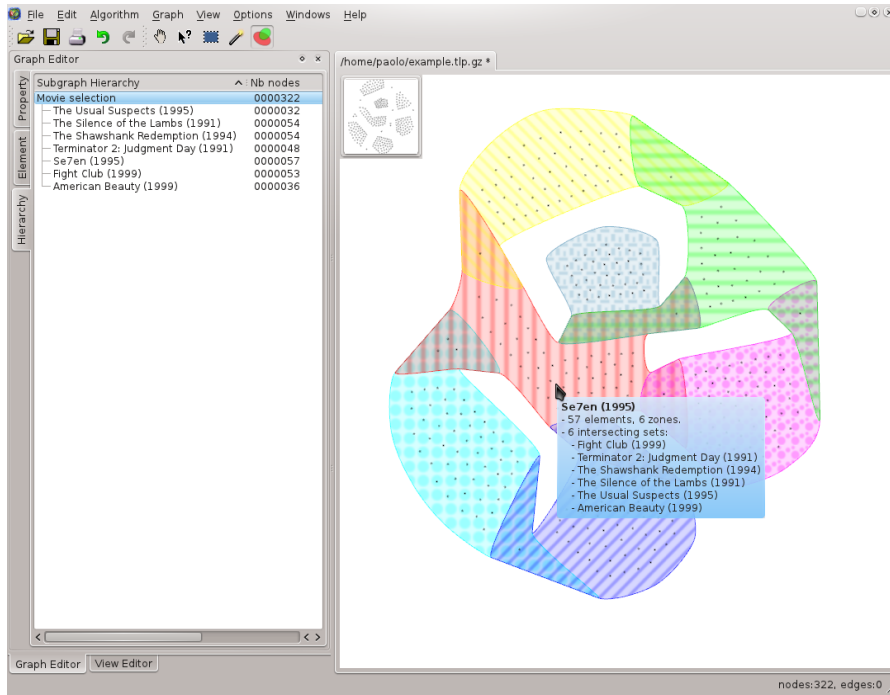 File Edit Algorithm Graph View Options Windows Help
Graph Editor
/home/paolo/example.tlp.gz *
Property
Element
Hierarchy
Subgraph Hierarchy Nb nodes
Movie selection 0000322
The Usual Suspects (1995) 0000032
The Silence of the Lambs (1991) 0000054
The Shawshank Redemption (1994) 0000054
Terminator 2: Judgment Day (1991) 0000048
Se7en (1995) 0000057
Fight Club (1999) 0000053
American Beauty (1999) 0000036
Se7en (1995)
- 57 elements, 6 zones.
- 6 intersecting sets:
- Fight Club (1999)
- Terminator 2: Judgment Day (1991)
- The Shawshank Redemption (1994)
- The Silence of the Lambs (1991)
- The Usual Suspects (1995)
- American Beauty (1999)
Graph Editor View Editor
nodes:322, edges:0